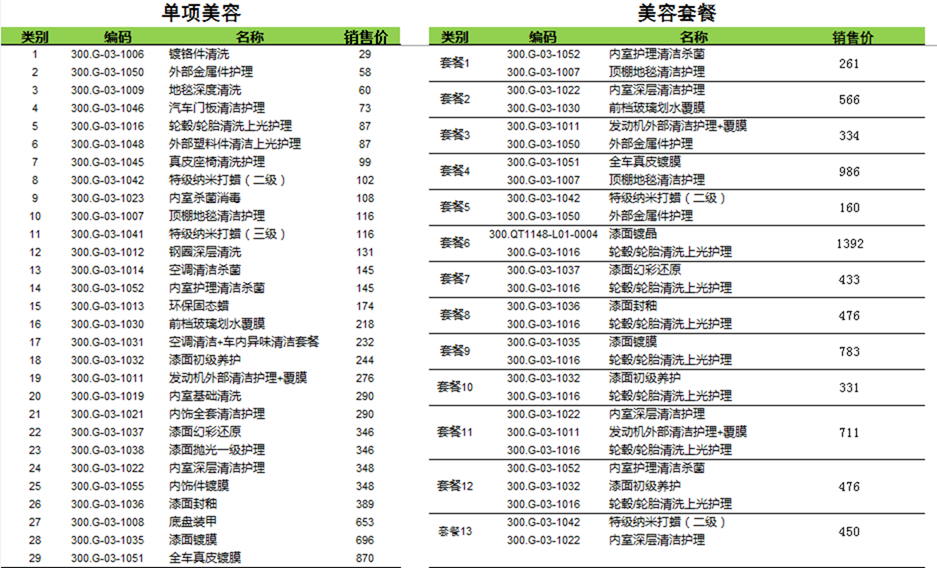 单项美容
类别 编码 名称 销售价
1 300.G-03-1006 镀铬件清洗 29
2 300.G-03-1050 外部金属件护理 58
3 300.G-03-1009 地毯深度清洗 60
4 300.G-03-1046 汽车门板清洁护理 73
5 300.G-03-1016 轮毂/轮胎清洗上光护理 87
6 300.G-03-1048 外部塑料件清洁上光护理 87
7 300.G-03-1045 真皮座椅清洗护理 99
8 300.G-03-1042 特级纳米打蜡（二级） 102
9 300.G-03-1023 内室杀菌消毒 108
10 300.G-03-1007 顶棚地毯清洁护理 116
11 300.G-03-1041 特级纳米打蜡（三级） 116
12 300.G-03-1012 钢圈深层清洗 131
13 300.G-03-1014 空调清洁杀菌 145
14 300.G-03-1052 内室护理清洁杀菌 145
15 300.G-03-1013 环保固态蜡 174
16 300.G-03-1030 前档玻璃划水覆膜 218
17 300.G-03-1031 空调清洁+车内异味清洁套餐 232
18 300.G-03-1032 漆面初级养护 244
19 300.G-03-1011 发动机外部清洁护理+覆膜 276
20 300.G-03-1019 内室基础清洗 290
21 300.G-03-1021 内饰全套清洁护理 290
22 300.G-03-1037 漆面幻彩还原 346
23 300.G-03-1038 漆面抛光一级护理 346
24 300.G-03-1022 内室深层清洁护理 348
25 300.G-03-1055 内饰件镀膜 348
26 300.G-03-1036 漆面封釉 389
27 300.G-03-1008 底盘装甲 653
28 300.G-03-1035 漆面镀膜 696
29 300.G-03-1051 全车真皮镀膜 870
美容套餐
类别 编码 名称 销售价
套餐1 300.G-03-1052 内室护理清洁杀菌 261
300.G-03-1007 顶棚地毯清洁护理
套餐2 300.G-03-1022 内室深层清洁护理 566
300.G-03-1030 前档玻璃划水覆膜
套餐3 300.G-03-1011 发动机外部清洁护理+覆膜 334
300.G-03-1050 外部金属件护理
套餐4 300.G-03-1051 全车真皮镀膜 986
300.G-03-1007 顶棚地毯清洁护理
套餐5 300.G-03-1042 特级纳米打蜡（二级） 160
300.G-03-1050 外部金属件护理
套餐6 300.QT1148-L01-0004 漆面镀晶 1392
300.G-03-1016 轮毂/轮胎清洗上光护理
套餐7 300.G-03-1037 漆面幻彩还原 433
300.G-03-1016 轮毂/轮胎清洗上光护理
套餐8 300.G-03-1036 漆面封釉 476
300.G-03-1016 轮毂/轮胎清洗上光护理
套餐9 300.G-03-1035 漆面镀膜 783
300.G-03-1016 轮毂/轮胎清洗上光护理
套餐10 300.G-03-1032 漆面初级养护 331
300.G-03-1016 轮毂/轮胎清洗上光护理
套餐11 300.G-03-1022 内室深层清洁护理 711
300.G-03-1011 发动机外部清洁护理+覆膜
300.G-03-1016 轮毂/轮胎清洗上光护理
套餐12 300.G-03-1052 内室护理清洁杀菌 476
300.G-03-1032 漆面初级养护
300.G-03-1016 轮毂/轮胎清洗上光护理
套餐13 300.G-03-1042 特级纳米打蜡（二级） 450
300.G-03-1022 内室深层清洁护理